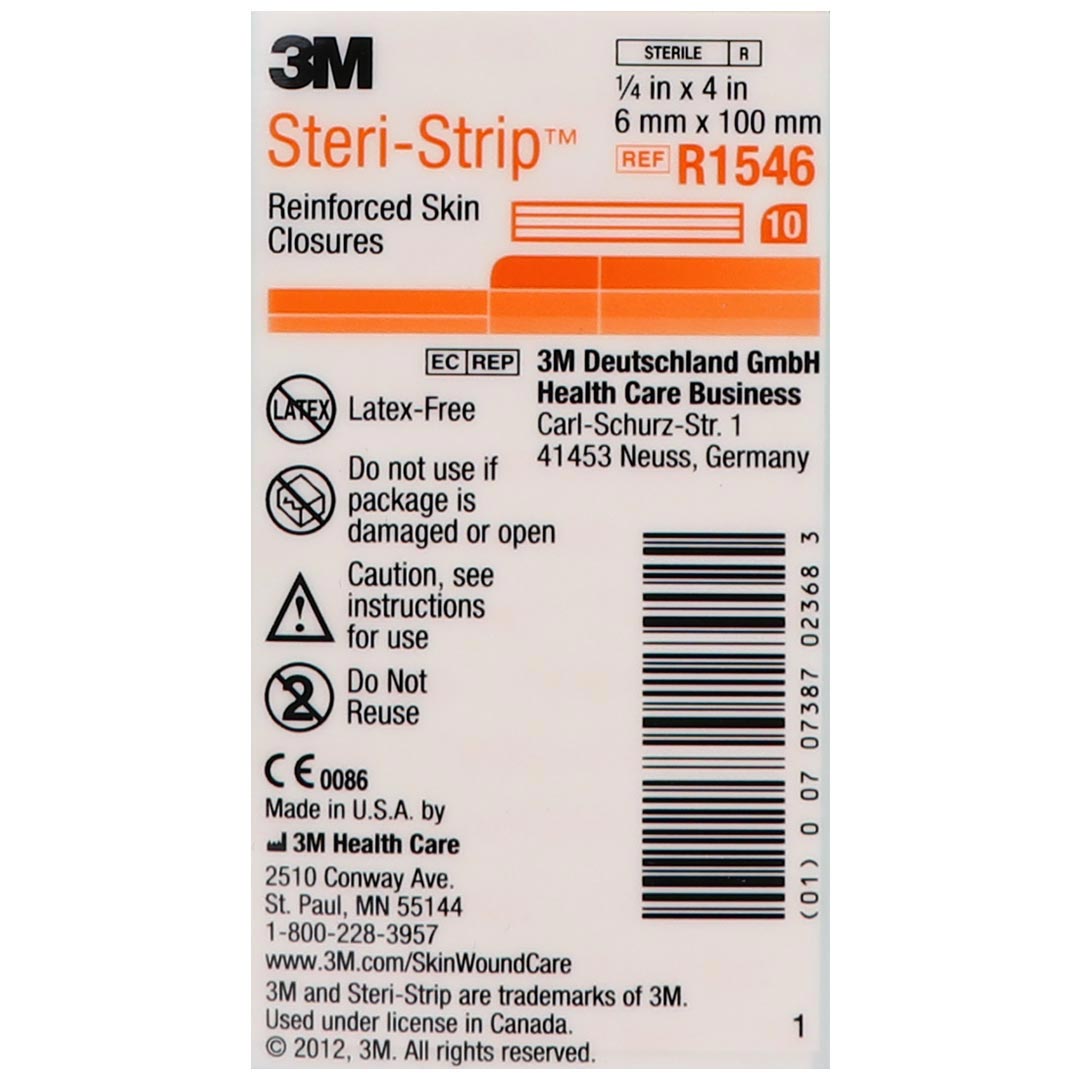 3M
Steri-Strip™
Reinforced Skin
Closures
STERILE R
¼ in x 4 in
6 mm x 100 mm
REF R1546
10
EC REP 3M Deutschland GmbH
Health Care Business
Carl-Schurz-Str. 1
41453 Neuss, Germany
LATEX Latex-Free
Do not use if
package is
damaged or open
! Caution, see
instructions
for use
2 Do Not
Reuse
(01) 0 07 07387 02368 3
CE 0086
Made in U.S.A. by
3M Health Care
2510 Conway Ave.
St. Paul, MN 55144
1-800-228-3957
www.3M.com/SkinWoundCare
3M and Steri-Strip are trademarks of 3M.
Used under license in Canada.
© 2012, 3M. All rights reserved.
1